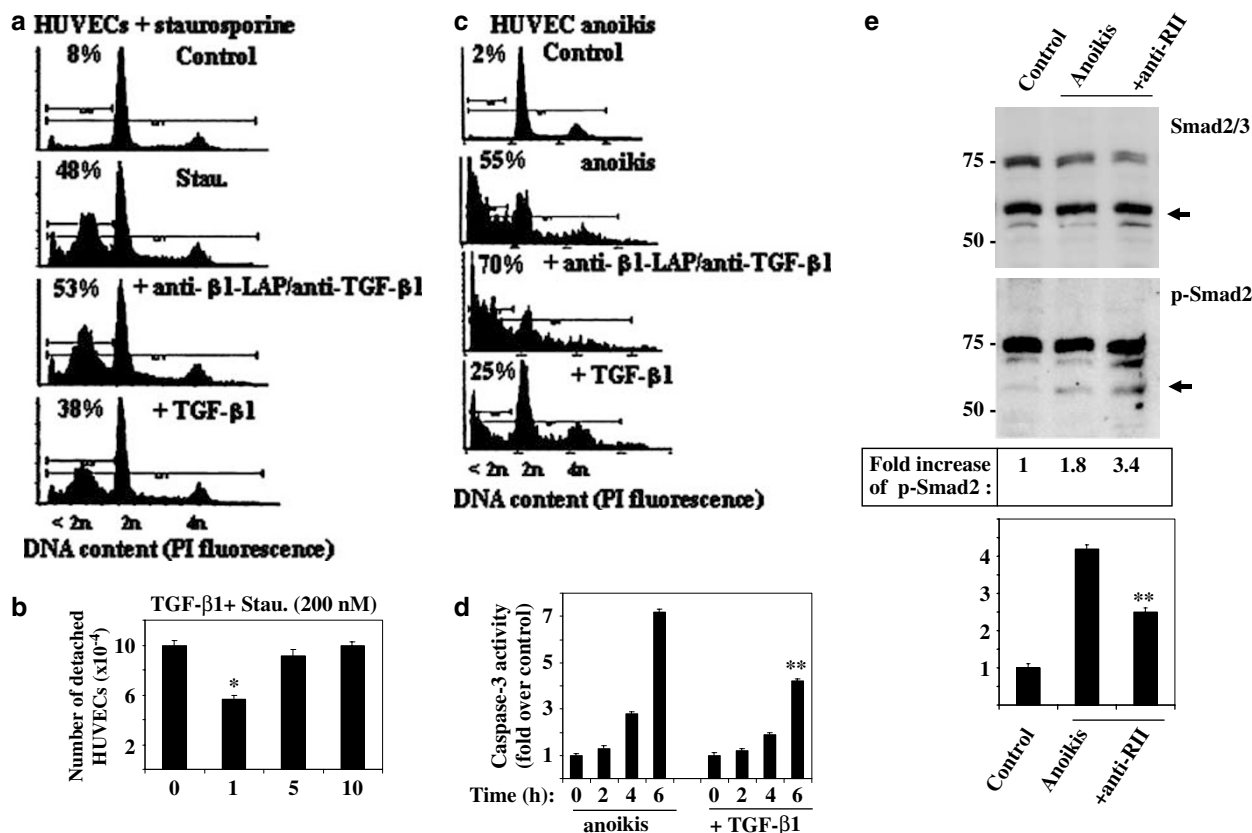 a
HUVECs + staurosporine
8% Control
48% Stau.
53% + anti- β1-LAP/anti-TGF-β1
38% + TGF-β1
< 2n 2n 4n
DNA content (PI fluorescence)
b
TGF-β1+ Stau. (200 nM)
Number of detached
HUVECs (x10-4)
10
6
2
0 1 5 10
*
c
HUVEC anoikis
2% Control
55% anoikis
70% + anti-β1-LAP/anti-TGF-β1
25% + TGF-β1
< 2n 2n 4n
DNA content (PI fluorescence)
d
Caspase-3 activity
(fold over control)
7
5
3
1
**
Time (h): 0 2 4 6 0 2 4 6
anoikis + TGF-β1
e
Control Anoikis +anti-RII
Smad2/3
75 -
50 -
p-Smad2
75 -
50 -
Fold increase
of p-Smad2 :
1 1.8 3.4
4
3
2
1
**
Control Anoikis +anti-RII